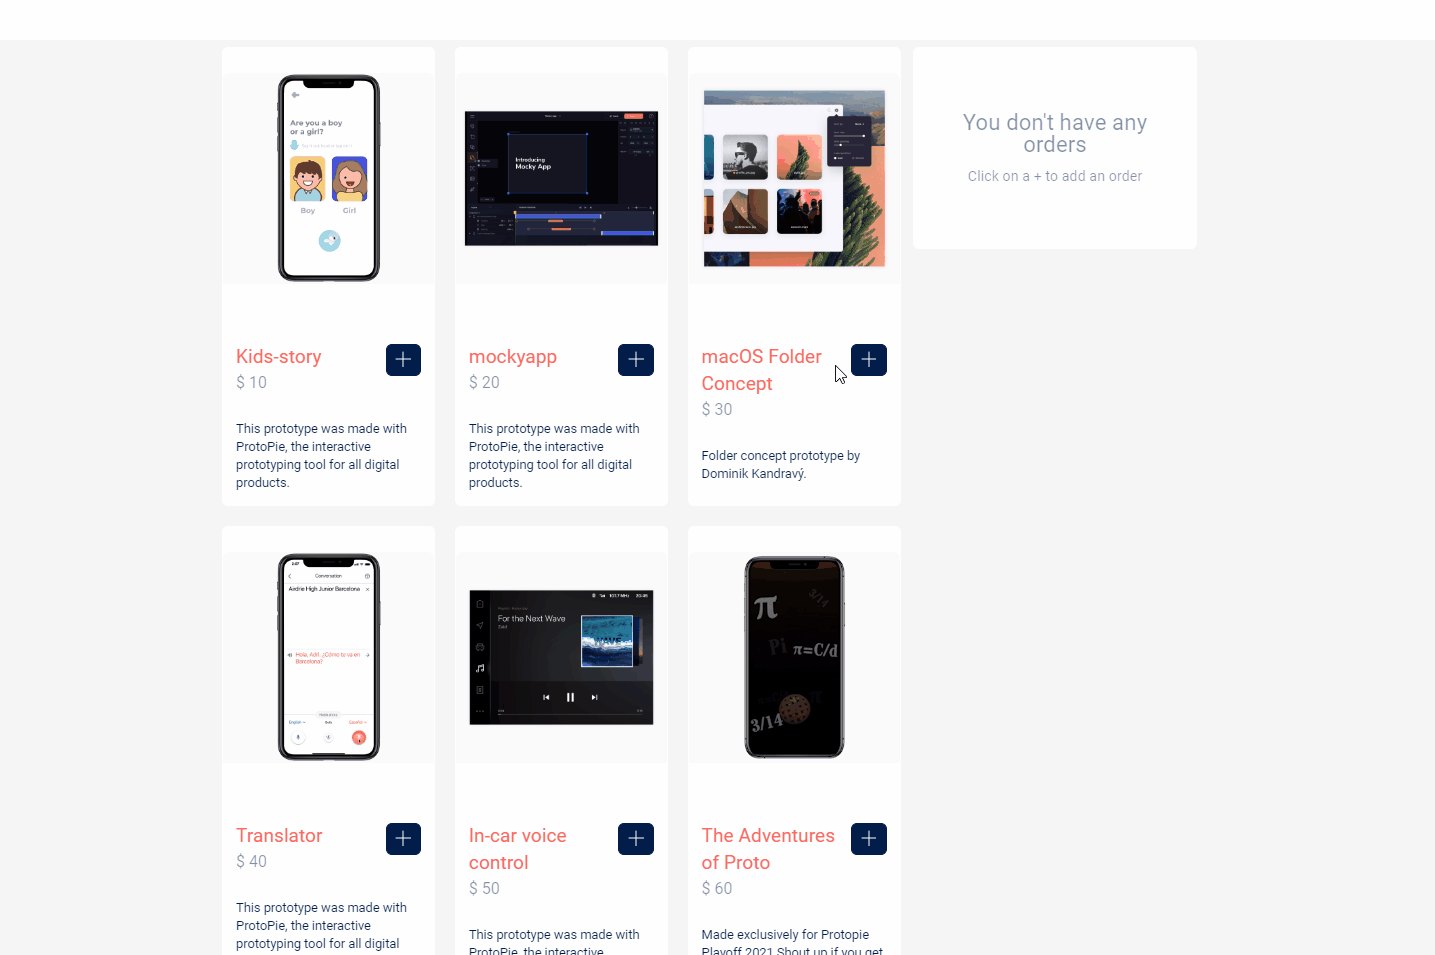 Are you a boy
or a girl?
Boy
Girl
Introducing
Mocky App
You don't have any
orders
Click on a + to add an order
Kids-story
$ 10
This prototype was made with
ProtoPie, the interactive
prototyping tool for all digital
products.
mockyapp
$ 20
This prototype was made with
ProtoPie, the interactive
prototyping tool for all digital
products.
macOS Folder
Concept
$ 30
Folder concept prototype by
Dominik Kandravý.
Conversation
Andrie High Junior Barcelona
Hola, Adri. ¿Cómo te va en
Barcelona?
English
Español
For the Next Wave
WAVE
3/14
π
Pi
π=C/d
π
3/14
Translator
$ 40
This prototype was made with
ProtoPie, the interactive
prototyping tool for all digital
In-car voice
control
$ 50
This prototype was made with
ProtoPie, the interactive
The Adventures
of Proto
$ 60
Made exclusively for Protopie
Playoff 2021 Shout up if you get